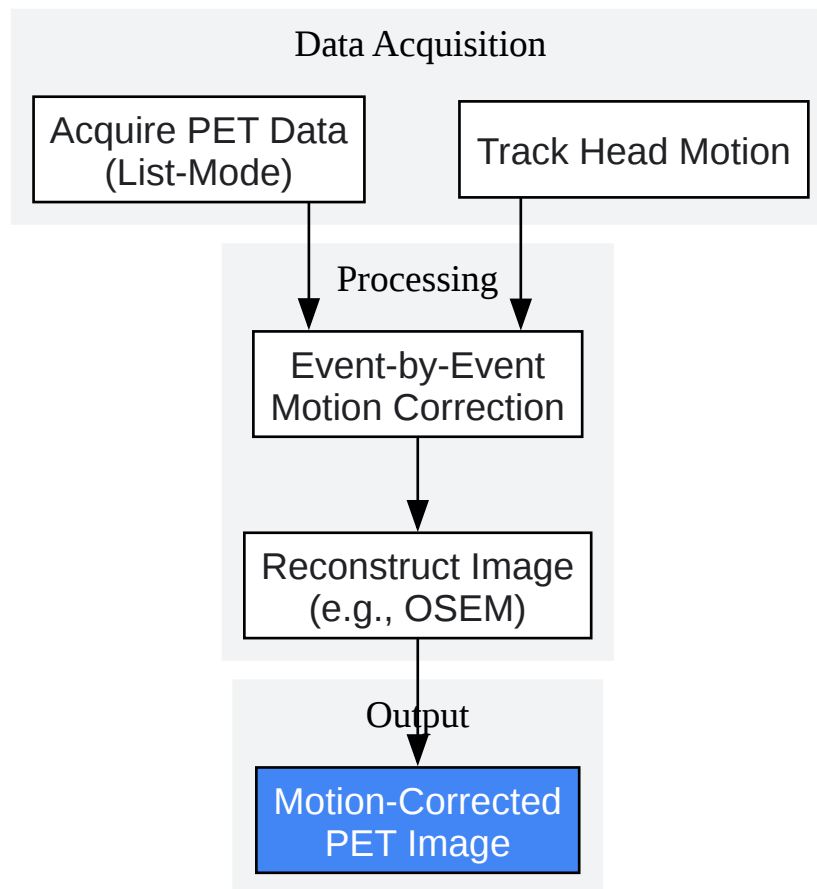 Data Acquisition
Acquire PET Data
(List-Mode)
Track Head Motion
Processing
Event-by-Event
Motion Correction
Reconstruct Image
(e.g., OSEM)
Output
Motion-Corrected
PET Image